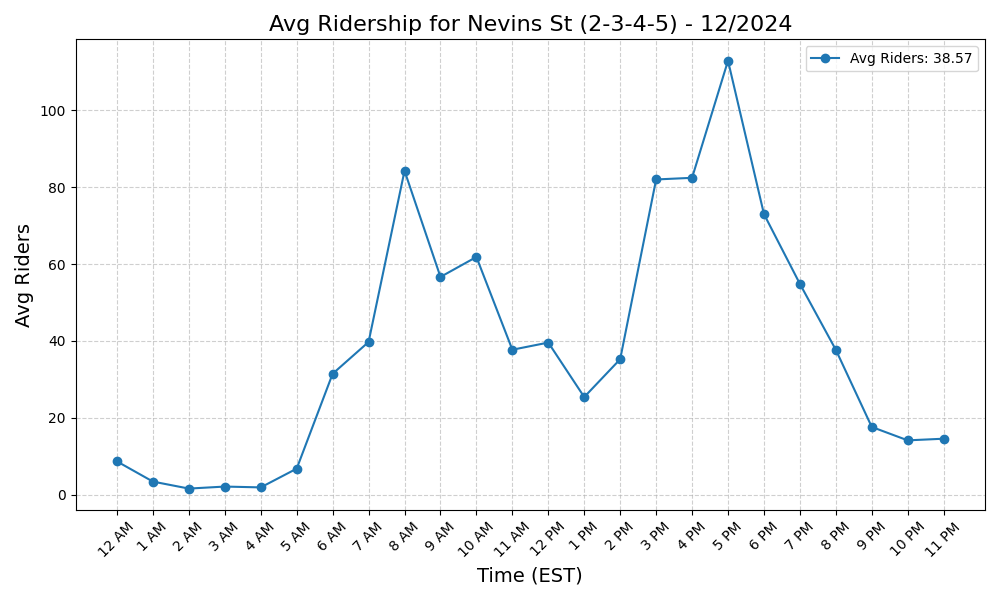 Avg Ridership for Nevins St (2-3-4-5) - 12/2024
Avg Riders: 38.57
Avg Riders
100
80
60
40
20
0
12 AM
1 AM
2 AM
3 AM
4 AM
5 AM
6 AM
7 AM
8 AM
9 AM
10 AM
11 AM
12 PM
1 PM
2 PM
3 PM
4 PM
5 PM
6 PM
7 PM
8 PM
9 PM
10 PM
11 PM
Time (EST)